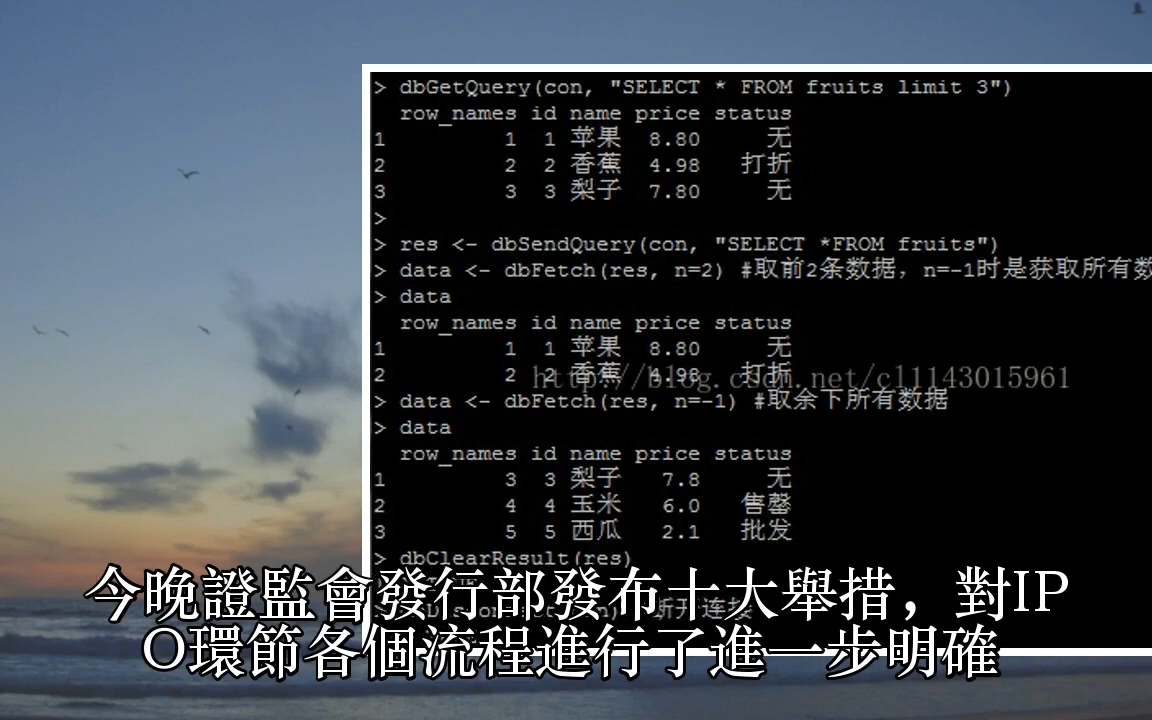 > dbGetQuery(con, "SELECT * FROM fruits limit 3")
row_names id name price status
1 1 1 苹果 8.80 无
2 2 2 香蕉 4.98 打折
3 3 3 梨子 7.80 无
>
> res <- dbSendQuery(con, "SELECT *FROM fruits")
> data <- dbFetch(res, n=2) #取前2条数据，n=-1时是获取所有数
> data
row_names id name price status
1 1 1 苹果 8.80 无
2 2 2 香蕉 4.98 打折
http://blog.csdn.net/cl1143015961
> data <- dbFetch(res, n=-1) #取余下所有数据
> data
row_names id name price status
1 3 3 梨子 7.8 无
2 4 4 玉米 6.0 售罄
3 5 5 西瓜 2.1 批发
> dbClearResult(res)
断开连接
今晚證監會發行部發布十大舉措，對IP
O環節各個流程進行了進一步明確